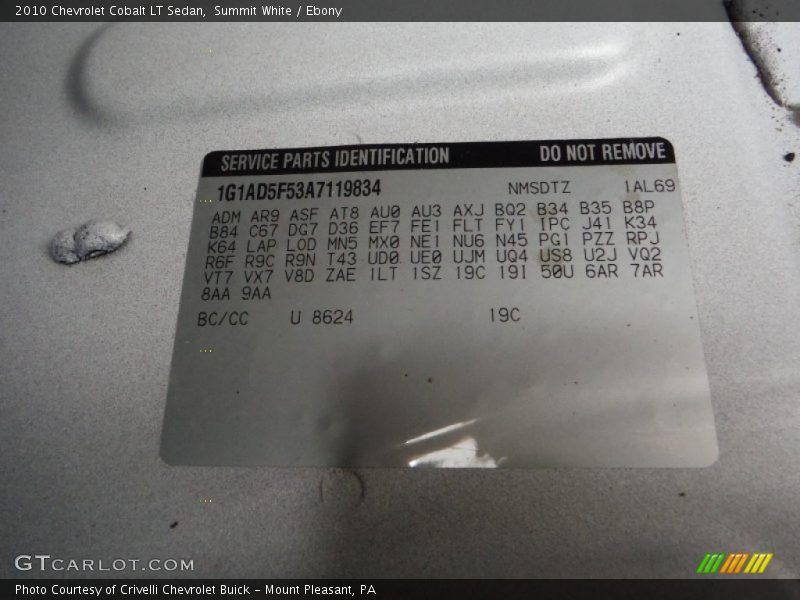 2010 Chevrolet Cobalt LT Sedan, Summit White / Ebony
SERVICE PARTS IDENTIFICATION DO NOT REMOVE
1G1AD5F53A7119834 NMSDTZ 1AL69
ADM AR9 ASF AT8 AU0 AU3 AXJ BQ2 B34 B35 B8P
B84 C67 DG7 D36 EF7 FE1 FLT FY1 IPC J41 K34
K64 LAP LOD MN5 MX0 NE1 NU6 N45 PG1 PZZ RPJ
R6F R9C R9N T43 UD0 UE0 UJM UQ4 US8 U2J VQ2
VT7 VX7 V8D ZAE 1LT 1SZ 19C 19I 50U 6AR 7AR
8AA 9AA
BC/CC U 8624 19C
GTCARLOT.COM
Photo Courtesy of Crivelli Chevrolet Buick - Mount Pleasant, PA